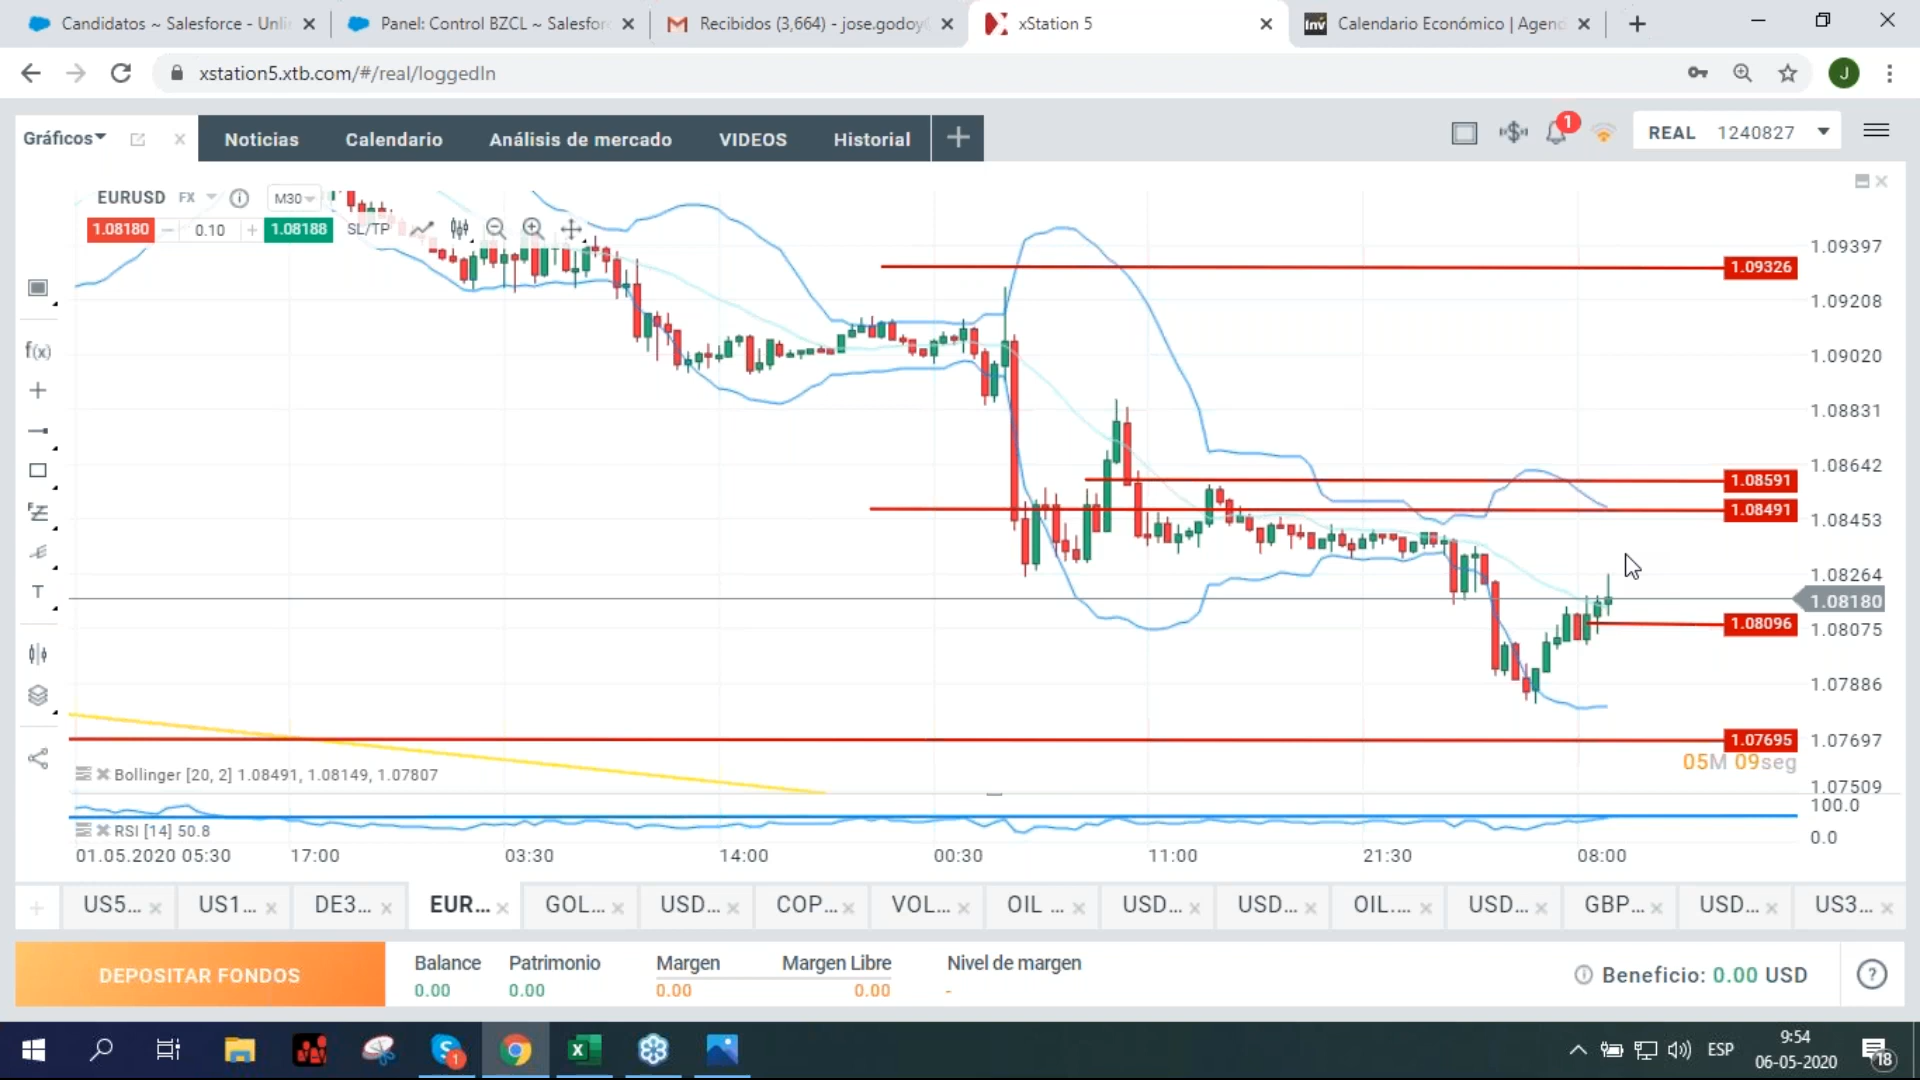 Candidatos ~ Salesforce - Unli
Panel: Control BZCL ~ Salesforc
Recibidos (3,664) - jose.godoy
xStation 5
Calendario Económico | Agenc
xstation5.xtb.com/#/real/loggedIn
J
Gráficos
Noticias
Calendario
Análisis de mercado
VIDEOS
Historial
1
REAL 1240827
EURUSD FX M30
1.08180 0.10 1.08188 SL/TP
f(x)
T
1.09397
1.09326
1.09208
1.09020
1.08831
1.08642
1.08591
1.08491
1.08453
1.08264
1.08180
1.08096
1.08075
1.07886
1.07695
1.07697
05M 09seg
Bollinger [20, 2] 1.08491, 1.08149, 1.07807
1.07509
100.0
RSI [14] 50.8
0.0
01.05.2020 05:30 17:00 03:30 14:00 00:30 11:00 21:30 08:00
US5... US1... DE3... EUR... GOL... USD... COP... VOL... OIL ... USD... USD... OIL.... USD... GBP... USD... US3...
DEPOSITAR FONDOS
Balance Patrimonio Margen Margen Libre Nivel de margen
0.00 0.00 0.00 0.00 -
Beneficio: 0.00 USD
?
1
ESP
9:54
06-05-2020
18